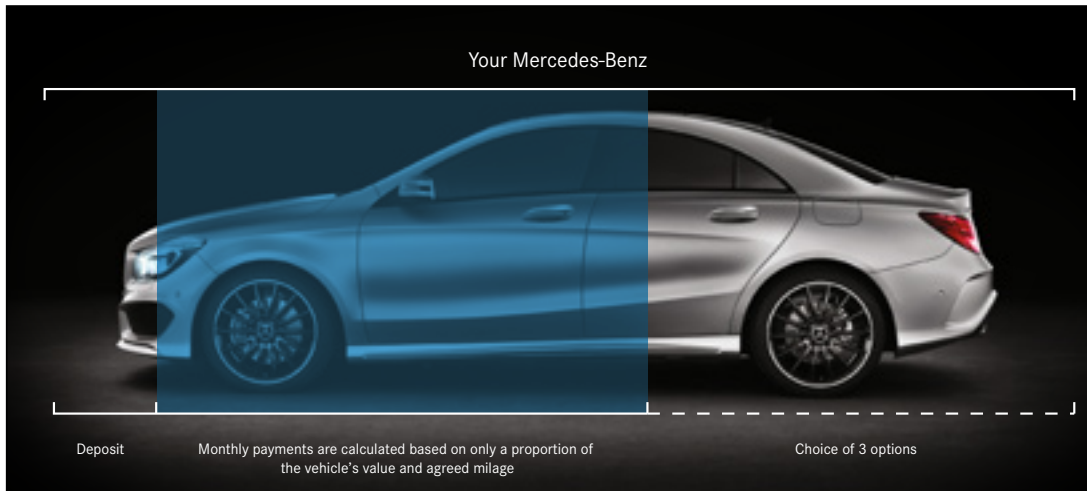 Your Mercedes-Benz
Deposit
Monthly payments are calculated based on only a proportion of
the vehicle's value and agreed milage
Choice of 3 options